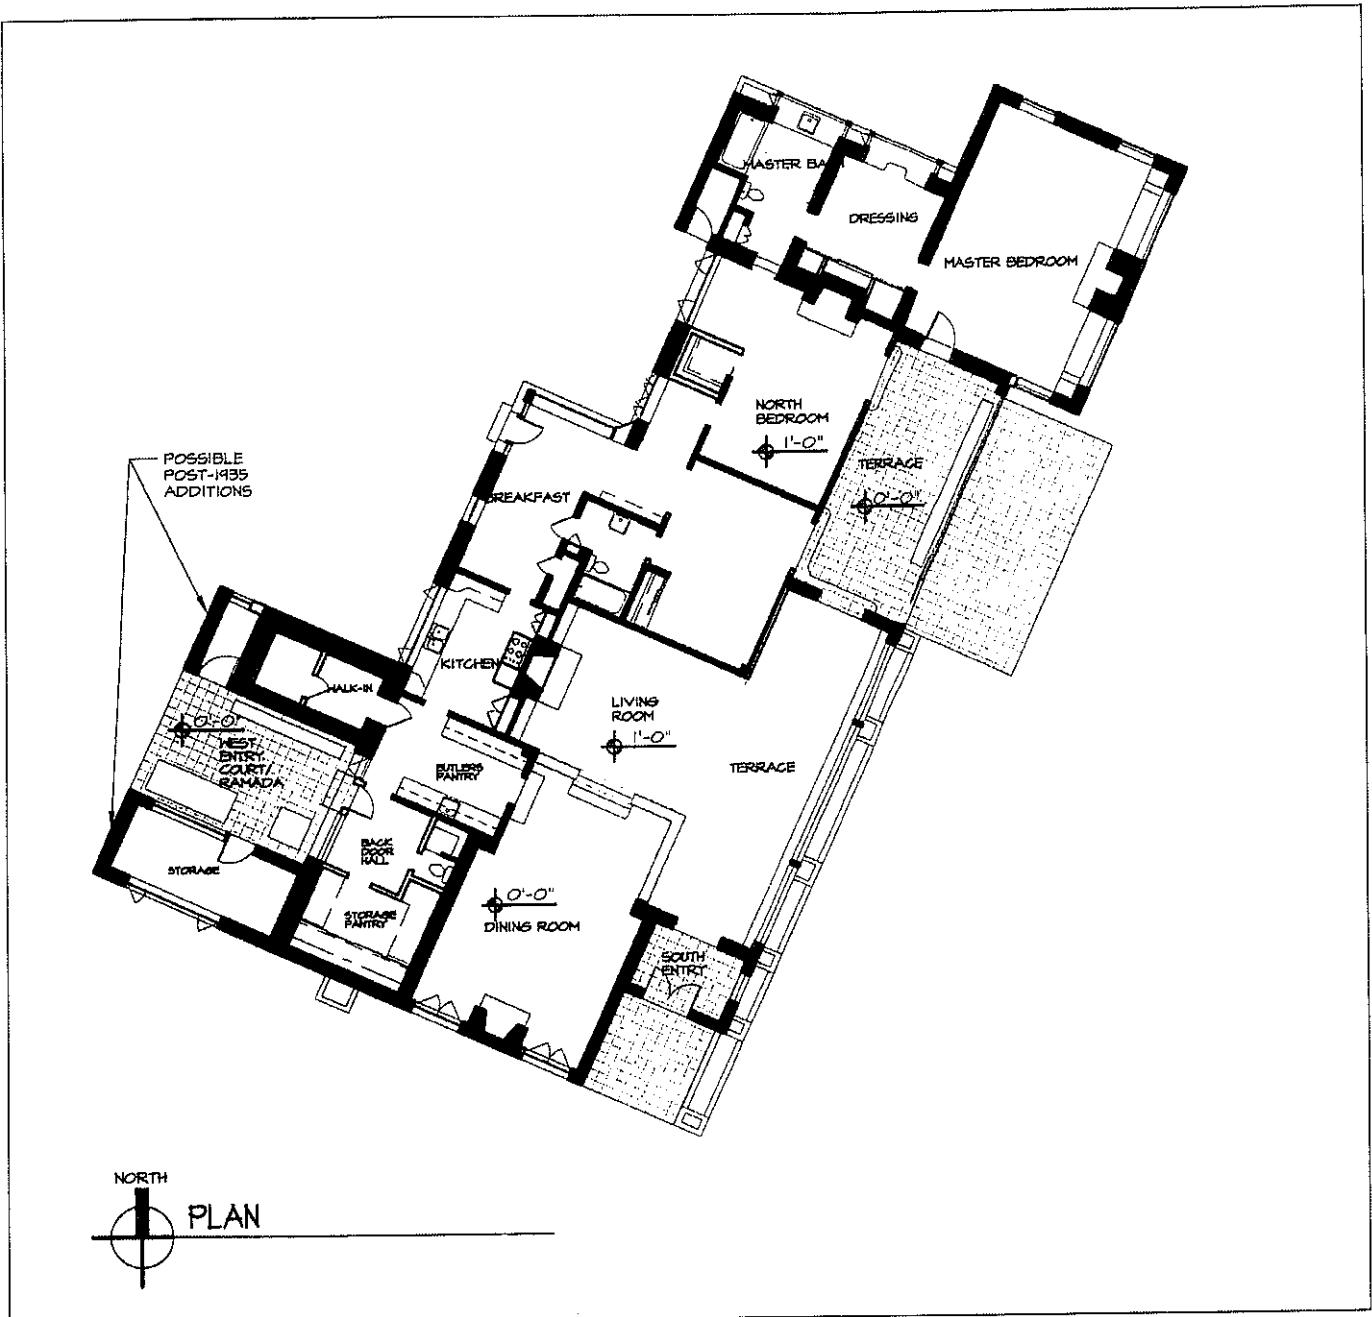 MASTER BATH
DRESSING
MASTER BEDROOM
NORTH
BEDROOM
1'-0"
TERRACE
0'-0"
POSSIBLE
POST-1935
ADDITIONS
BREAKFAST
KITCHEN
WALK-IN
LIVING
ROOM
1'-0"
0'-0"
WEST
ENTRY
COURT/
RAMADA
BUTLERS
PANTRY
TERRACE
BACK
DOOR
HALL
STORAGE
STORAGE
PANTRY
0'-0"
DINING ROOM
SOUTH
ENTRY
NORTH
PLAN